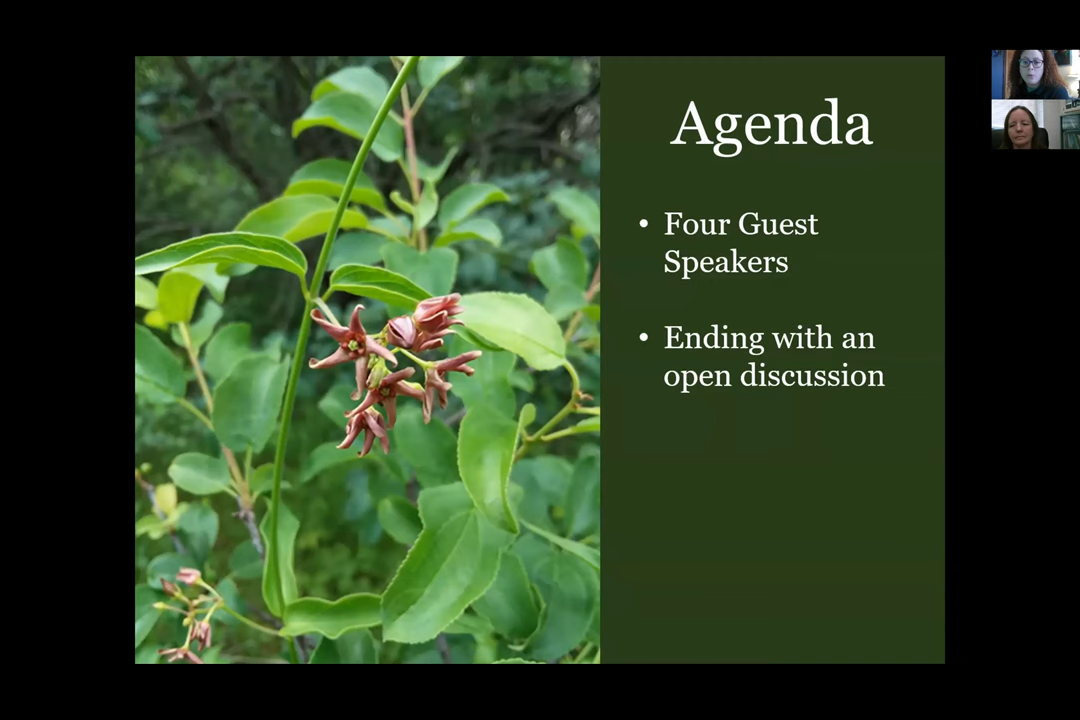 Agenda
• Four Guest
Speakers
• Ending with an
open discussion